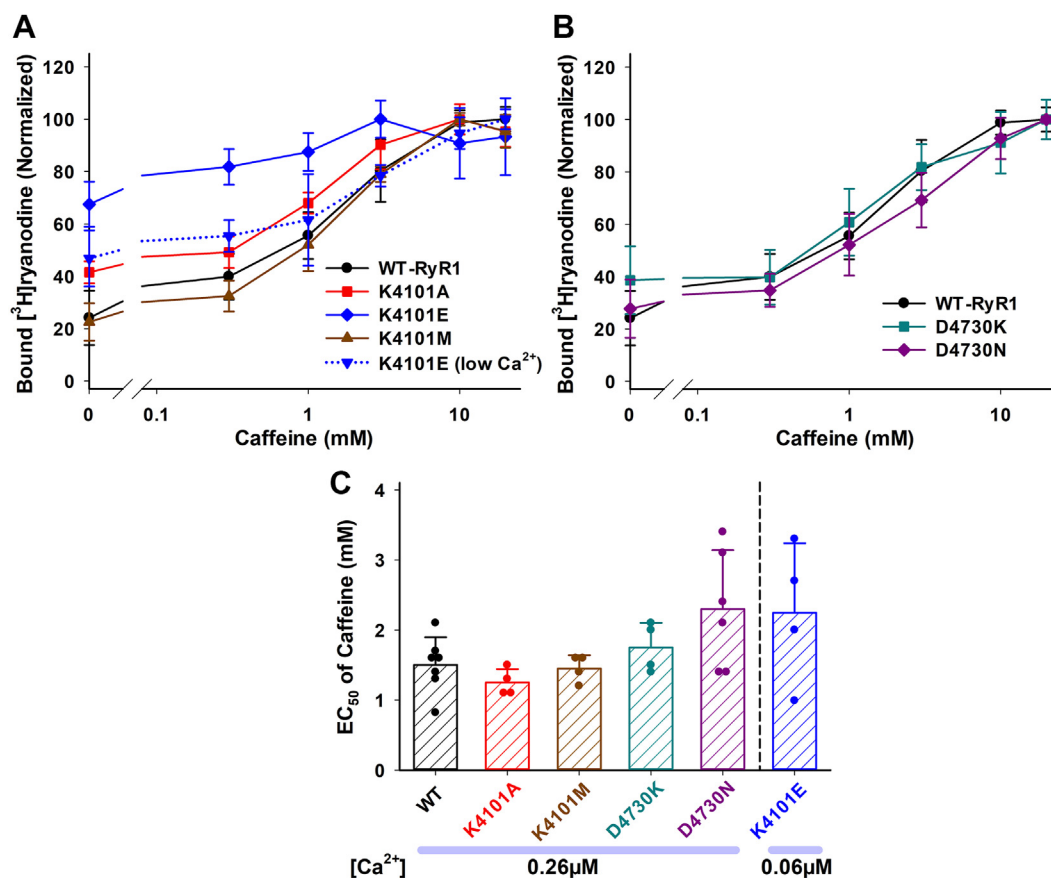 A
Bound [³H]ryanodine (Normalized)
120
100
80
60
40
20
0
0
0.1
1
10
Caffeine (mM)
WT-RyR1
K4101A
K4101E
K4101M
K4101E (low Ca²⁺)
B
Bound [³H]ryanodine (Normalized)
120
100
80
60
40
20
0
0
0.1
1
10
Caffeine (mM)
WT-RyR1
D4730K
D4730N
C
EC₅₀ of Caffeine (mM)
4
3
2
1
0
WT
K4101A
K4101M
D4730K
D4730N
K4101E
[Ca²⁺]
0.26µM
0.06µM